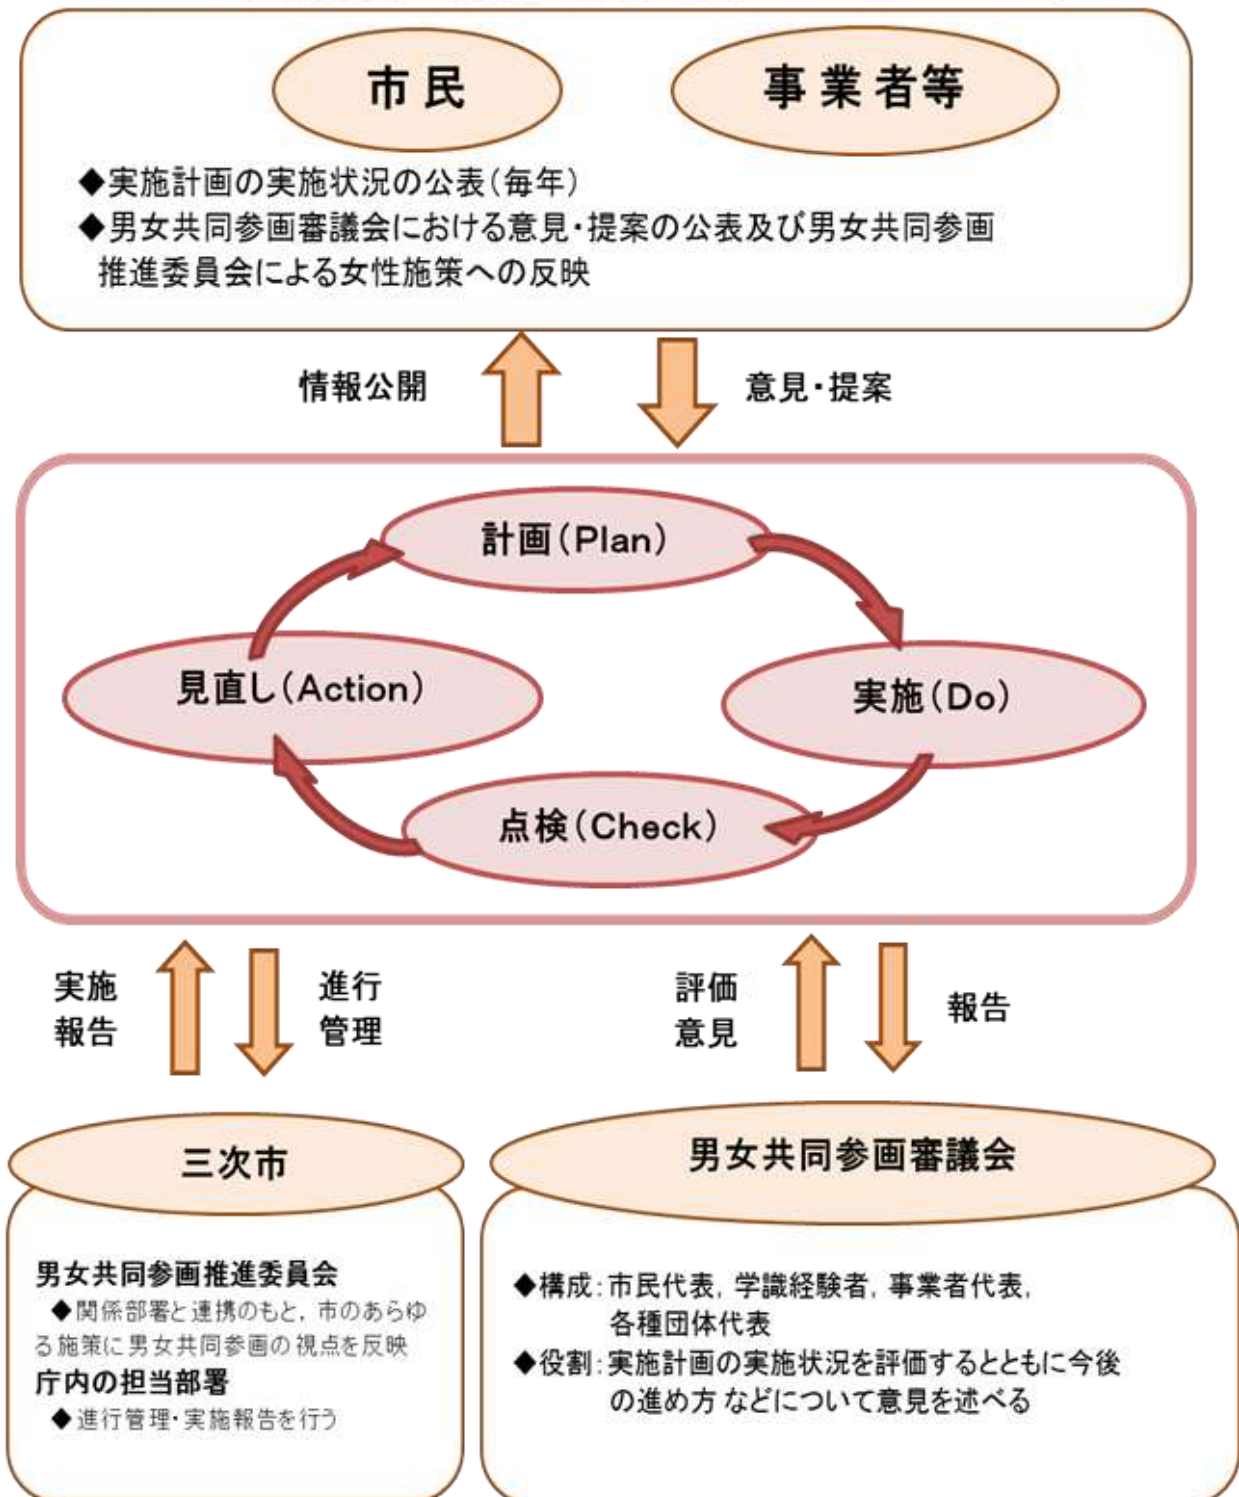 市民
事業者等
◆実施計画の実施状況の公表(毎年)
◆男女共同参画審議会における意見・提案の公表及び男女共同参画
推進委員会による女性施策への反映
情報公開
意見・提案
計画(Plan)
見直し(Action)
実施(Do)
点検(Check)
実施
報告
進行
管理
評価
意見
報告
三次市
男女共同参画推進委員会
◆関係部署と連携のもと，市のあらゆ
る施策に男女共同参画の視点を反映
庁内の担当部署
◆進行管理・実施報告を行う
男女共同参画審議会
◆構成：市民代表，学識経験者，事業者代表，
各種団体代表
◆役割：実施計画の実施状況を評価するとともに今後
の進め方などについて意見を述べる